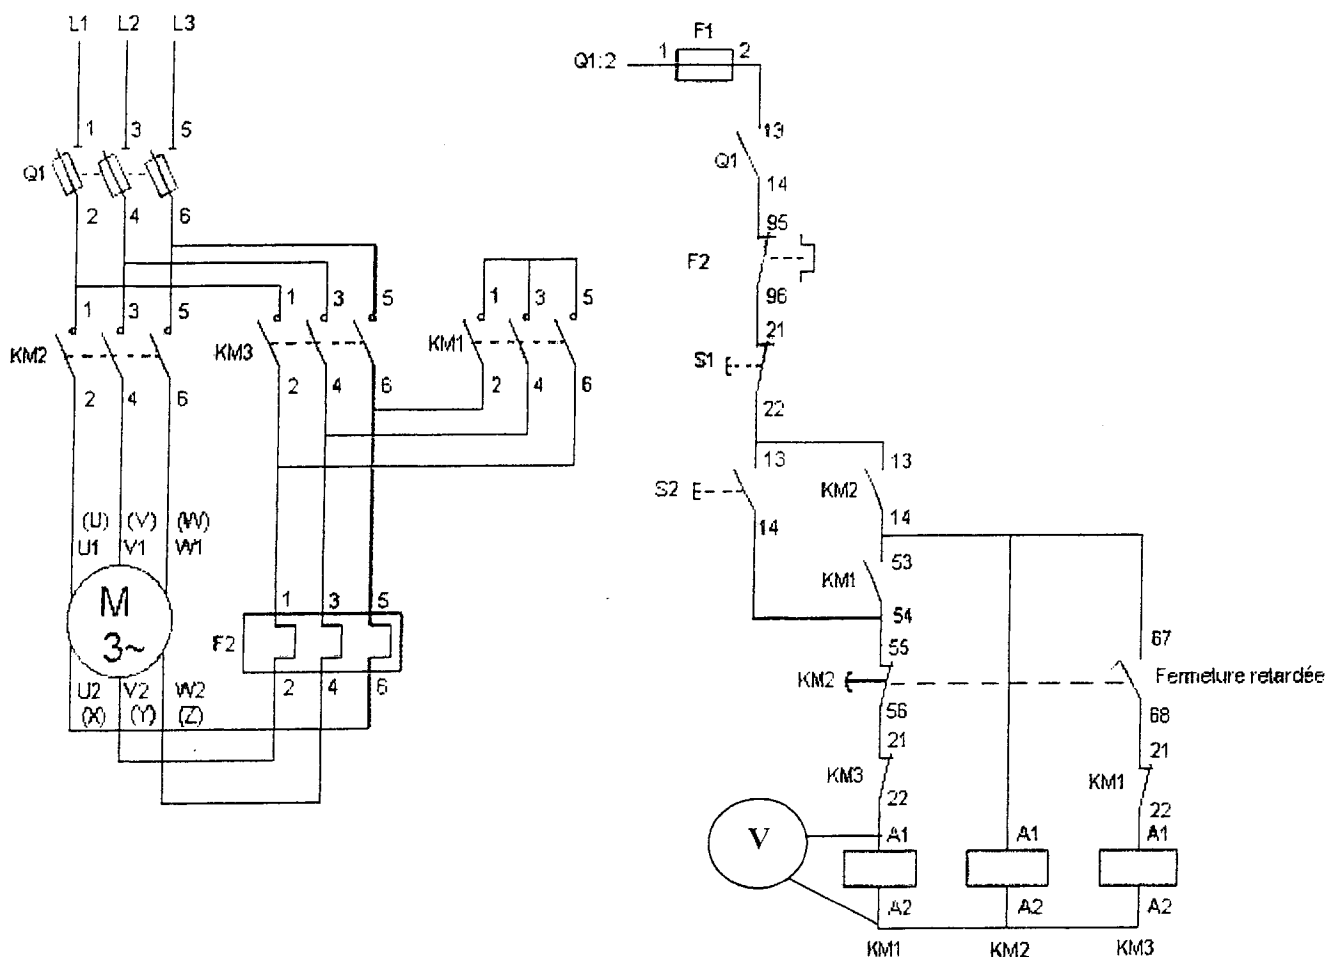 L1 L2 L3
1 3 5
Q1
2 4 6
1 3 5
KM2
2 4 6
1 3 5
KM3
2 4 6
1 3 5
KM1
2 4 6
(U) (V) (W)
U1 V1 W1
M
3~
U2 V2 W2
(X) (Y) (Z)
1 3 5
F2
2 4 6
F1
Q1:2 1 2
13
Q1
14
95
F2
96
21
S1
22
13
S2
14
13
KM2
14
53
KM1
54
55
KM2
56
67
Fermeture retardée
68
21
KM3
22
21
KM1
22
V
A1 A1 A1
A2 A2 A2
KM1 KM2 KM3